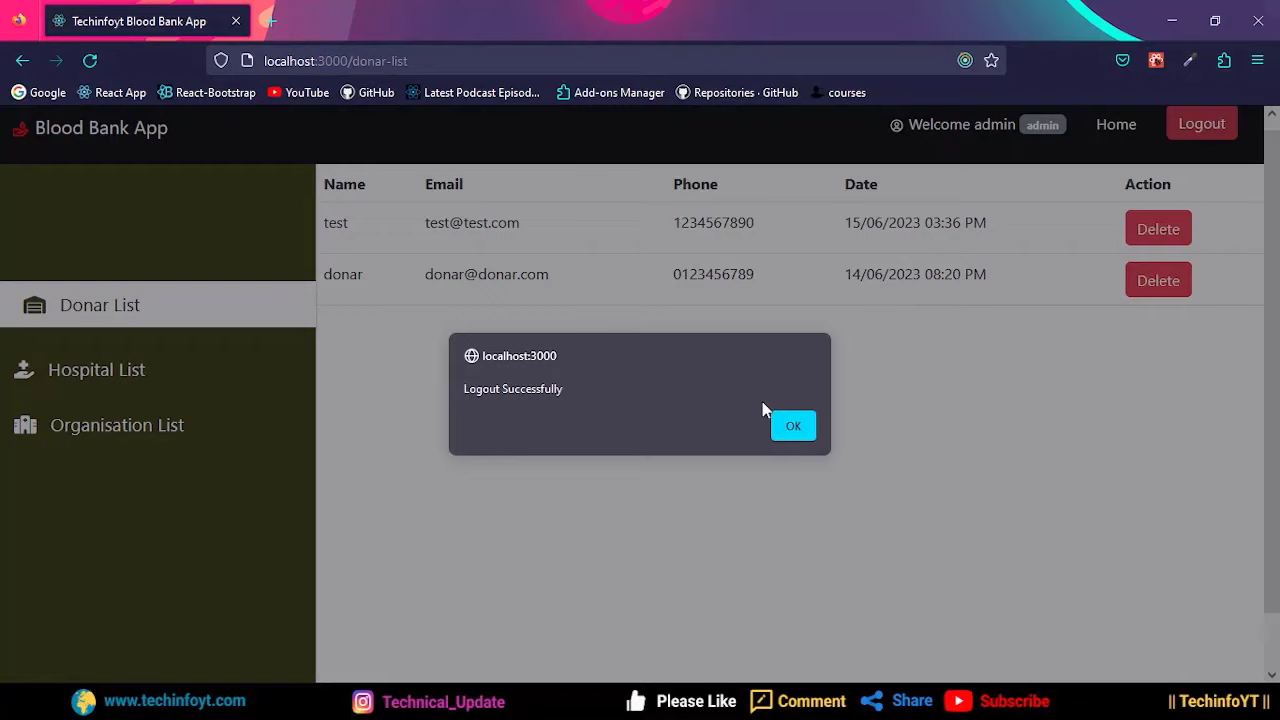 Techinfoyt Blood Bank App
localhost:3000/donar-list
Google React App React-Bootstrap YouTube GitHub Latest Podcast Episod... Add-ons Manager Repositories · GitHub courses
Blood Bank App
Welcome admin admin Home Logout
Name Email Phone Date Action
test test@test.com 1234567890 15/06/2023 03:36 PM Delete
donar donar@donar.com 0123456789 14/06/2023 08:20 PM Delete
Donar List
Hospital List
Organisation List
localhost:3000
Logout Successfully
OK
www.techinfoyt.com Technical_Update Please Like Comment Share Subscribe || TechinfoYT ||